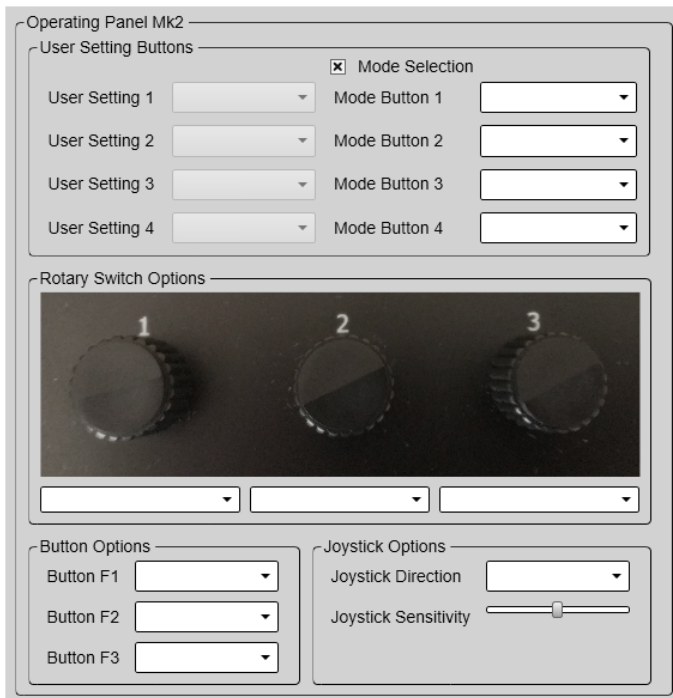 Operating Panel Mk2
User Setting Buttons
Mode Selection
User Setting 1 Mode Button 1
User Setting 2 Mode Button 2
User Setting 3 Mode Button 3
User Setting 4 Mode Button 4
Rotary Switch Options
1 2 3
Button Options Joystick Options
Button F1 Joystick Direction
Button F2 Joystick Sensitivity
Button F3